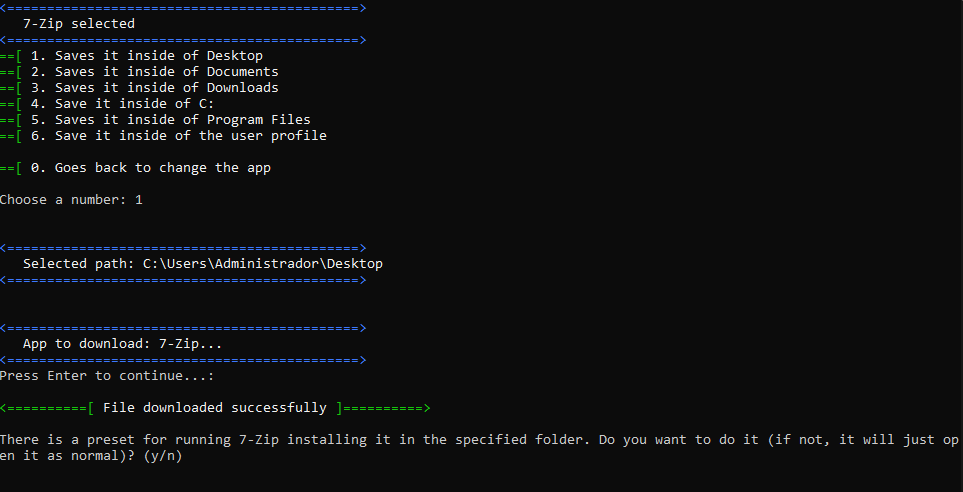 <============================================>
   7-Zip selected
<============================================>
==[ 1. Saves it inside of Desktop
==[ 2. Saves it inside of Documents
==[ 3. Saves it inside of Downloads
==[ 4. Save it inside of C:
==[ 5. Saves it inside of Program Files
==[ 6. Save it inside of the user profile
==[ 0. Goes back to change the app
Choose a number: 1
<============================================>
   Selected path: C:\Users\Administrador\Desktop
<============================================>
<============================================>
   App to download: 7-Zip...
<============================================>
Press Enter to continue...:
<==========[ File downloaded successfully ]==========>
There is a preset for running 7-Zip installing it in the specified folder. Do you want to do it (if not, it will just op
en it as normal)? (y/n)